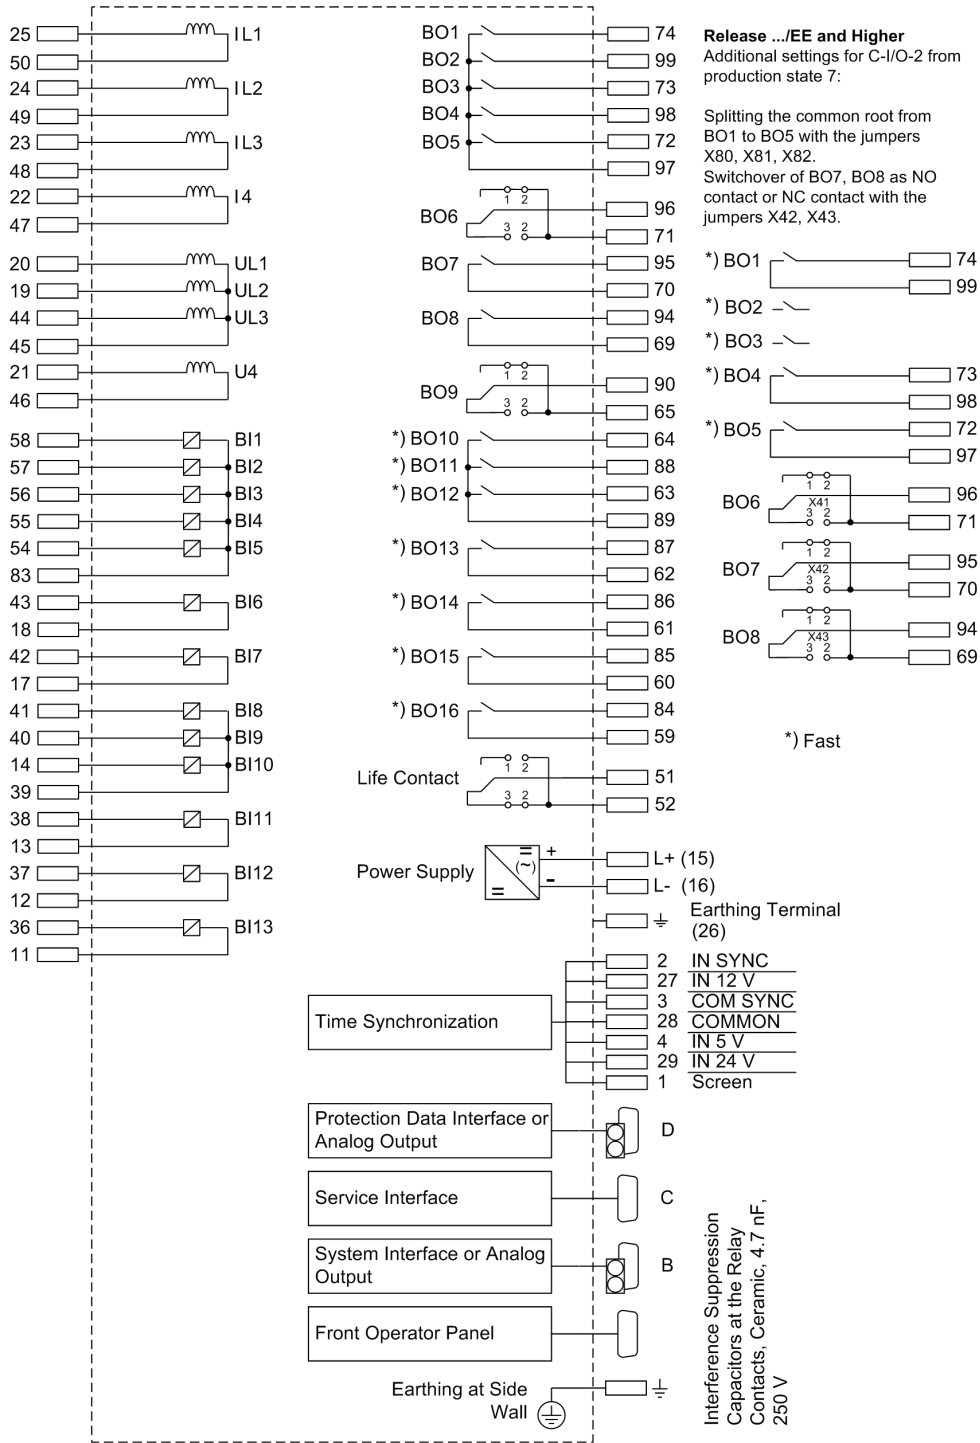 25 IL1
50
24 IL2
49
23 IL3
48
22 I4
47
20 UL1
19 UL2
44 UL3
45
21 U4
46
58 BI1
57 BI2
56 BI3
55 BI4
54 BI5
83
43 BI6
18
42 BI7
17
41 BI8
40 BI9
14 BI10
39
38 BI11
13
37 BI12
12
36 BI13
11
BO1 74
BO2 99
BO3 73
BO4 98
BO5 72
97
1 2
BO6 96
3 2
71
BO7 95
70
BO8 94
69
1 2
BO9 90
3 2
65
*) BO10 64
*) BO11 88
*) BO12 63
89
*) BO13 87
62
*) BO14 86
61
*) BO15 85
60
*) BO16 84
59
1 2
Life Contact 51
3 2
52
Power Supply = (~) = + L+ (15)
- L- (16)
Earthing Terminal
(26)
Time Synchronization
2 IN SYNC
27 IN 12 V
3 COM SYNC
28 COMMON
4 IN 5 V
29 IN 24 V
1 Screen
Protection Data Interface or
Analog Output
D
Service Interface
C
System Interface or Analog
Output
B
Front Operator Panel
Earthing at Side
Wall
Release .../EE and Higher
Additional settings for C-I/O-2 from
production state 7:
Splitting the common root from
BO1 to BO5 with the jumpers
X80, X81, X82.
Switchover of BO7, BO8 as NO
contact or NC contact with the
jumpers X42, X43.
*) BO1 74
99
*) BO2
*) BO3
*) BO4 73
98
*) BO5 72
97
1 2
BO6 X41 96
3 2
71
1 2
BO7 X42 95
3 2
70
1 2
BO8 X43 94
3 2
69
*) Fast
Interference Suppression
Capacitors at the Relay
Contacts, Ceramic, 4.7 nF,
250 V